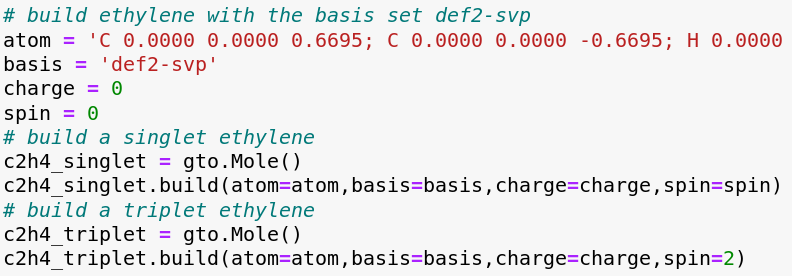 # build ethylene with the basis set def2-svp
atom = 'C 0.0000 0.0000 0.6695; C 0.0000 0.0000 -0.6695; H 0.0000
basis = 'def2-svp'
charge = 0
spin = 0
# build a singlet ethylene
c2h4_singlet = gto.Mole()
c2h4_singlet.build(atom=atom,basis=basis,charge=charge,spin=spin)
# build a triplet ethylene
c2h4_triplet = gto.Mole()
c2h4_triplet.build(atom=atom,basis=basis,charge=charge,spin=2)